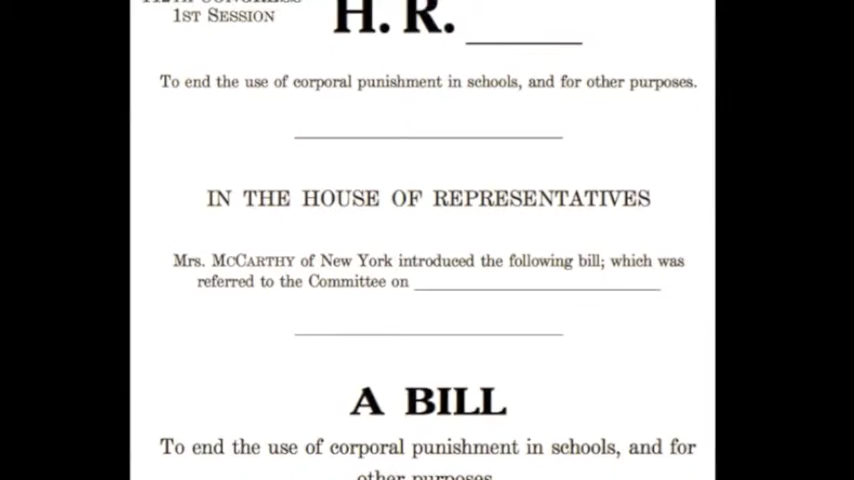 1ST SESSION
H. R.
To end the use of corporal punishment in schools, and for other purposes.
IN THE HOUSE OF REPRESENTATIVES
Mrs. MCCARTHY of New York introduced the following bill; which was
referred to the Committee on
A BILL
To end the use of corporal punishment in schools, and for
other purposes